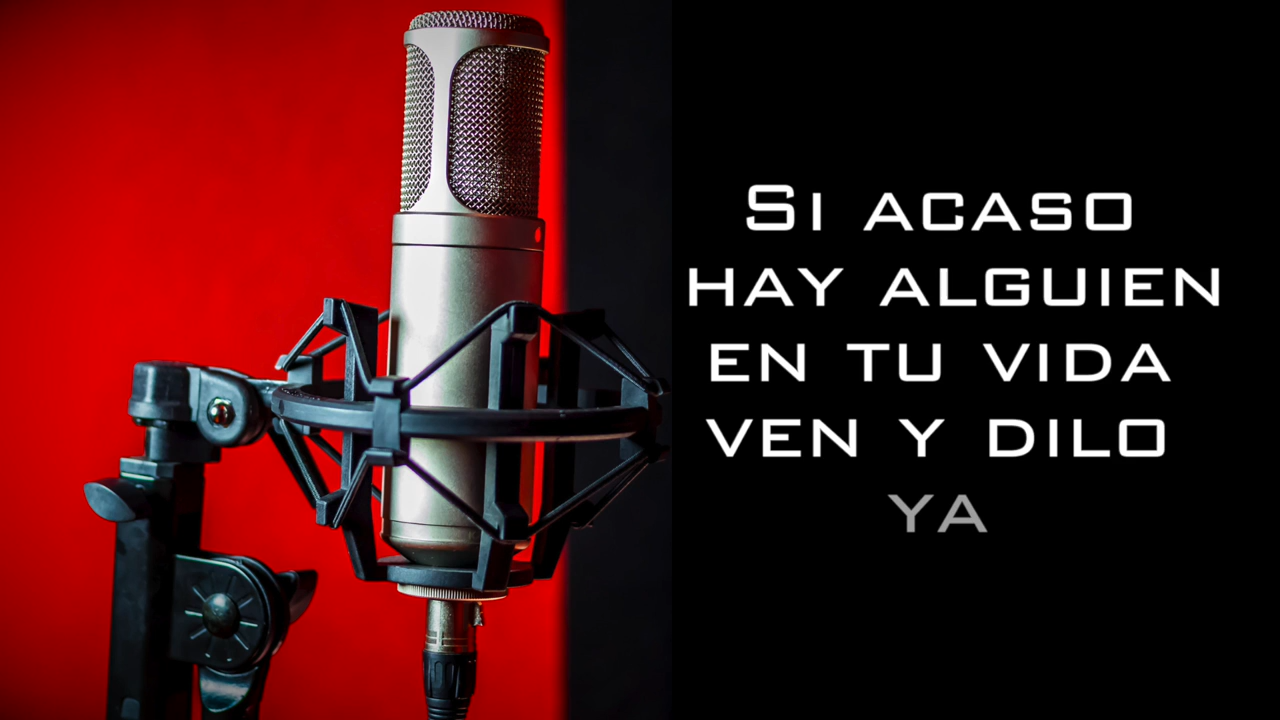 SI ACASO
HAY ALGUIEN
EN TU VIDA
VEN Y DILO
YA